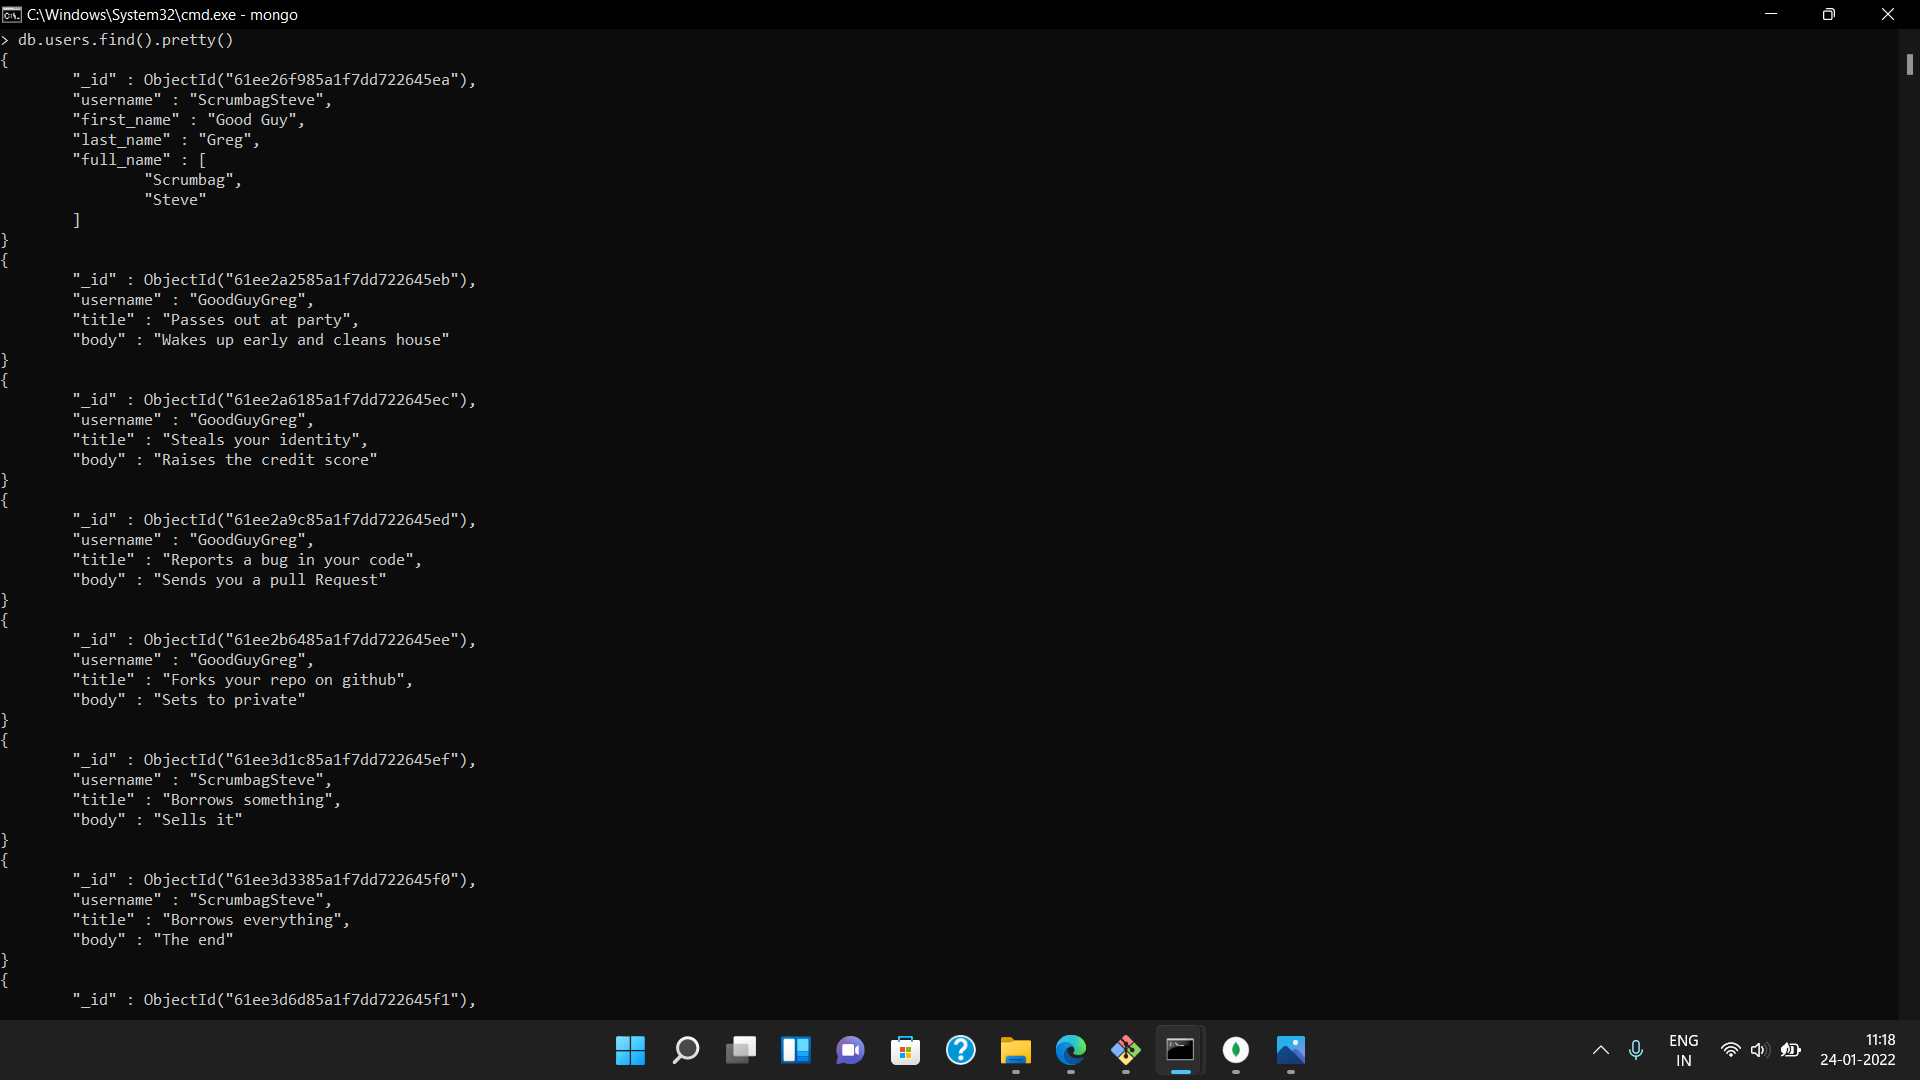 C:\Windows\System32\cmd.exe - mongo
> db.users.find().pretty()
{
        "_id" : ObjectId("61ee26f985a1f7dd722645ea"),
        "username" : "ScrumbagSteve",
        "first_name" : "Good Guy",
        "last_name" : "Greg",
        "full_name" : [
                "Scrumbag",
                "Steve"
        ]
}
{
        "_id" : ObjectId("61ee2a2585a1f7dd722645eb"),
        "username" : "GoodGuyGreg",
        "title" : "Passes out at party",
        "body" : "Wakes up early and cleans house"
}
{
        "_id" : ObjectId("61ee2a6185a1f7dd722645ec"),
        "username" : "GoodGuyGreg",
        "title" : "Steals your identity",
        "body" : "Raises the credit score"
}
{
        "_id" : ObjectId("61ee2a9c85a1f7dd722645ed"),
        "username" : "GoodGuyGreg",
        "title" : "Reports a bug in your code",
        "body" : "Sends you a pull Request"
}
{
        "_id" : ObjectId("61ee2b6485a1f7dd722645ee"),
        "username" : "GoodGuyGreg",
        "title" : "Forks your repo on github",
        "body" : "Sets to private"
}
{
        "_id" : ObjectId("61ee3d1c85a1f7dd722645ef"),
        "username" : "ScrumbagSteve",
        "title" : "Borrows something",
        "body" : "Sells it"
}
{
        "_id" : ObjectId("61ee3d3385a1f7dd722645f0"),
        "username" : "ScrumbagSteve",
        "title" : "Borrows everything",
        "body" : "The end"
}
{
        "_id" : ObjectId("61ee3d6d85a1f7dd722645f1"),
ENG
IN
11:18
24-01-2022